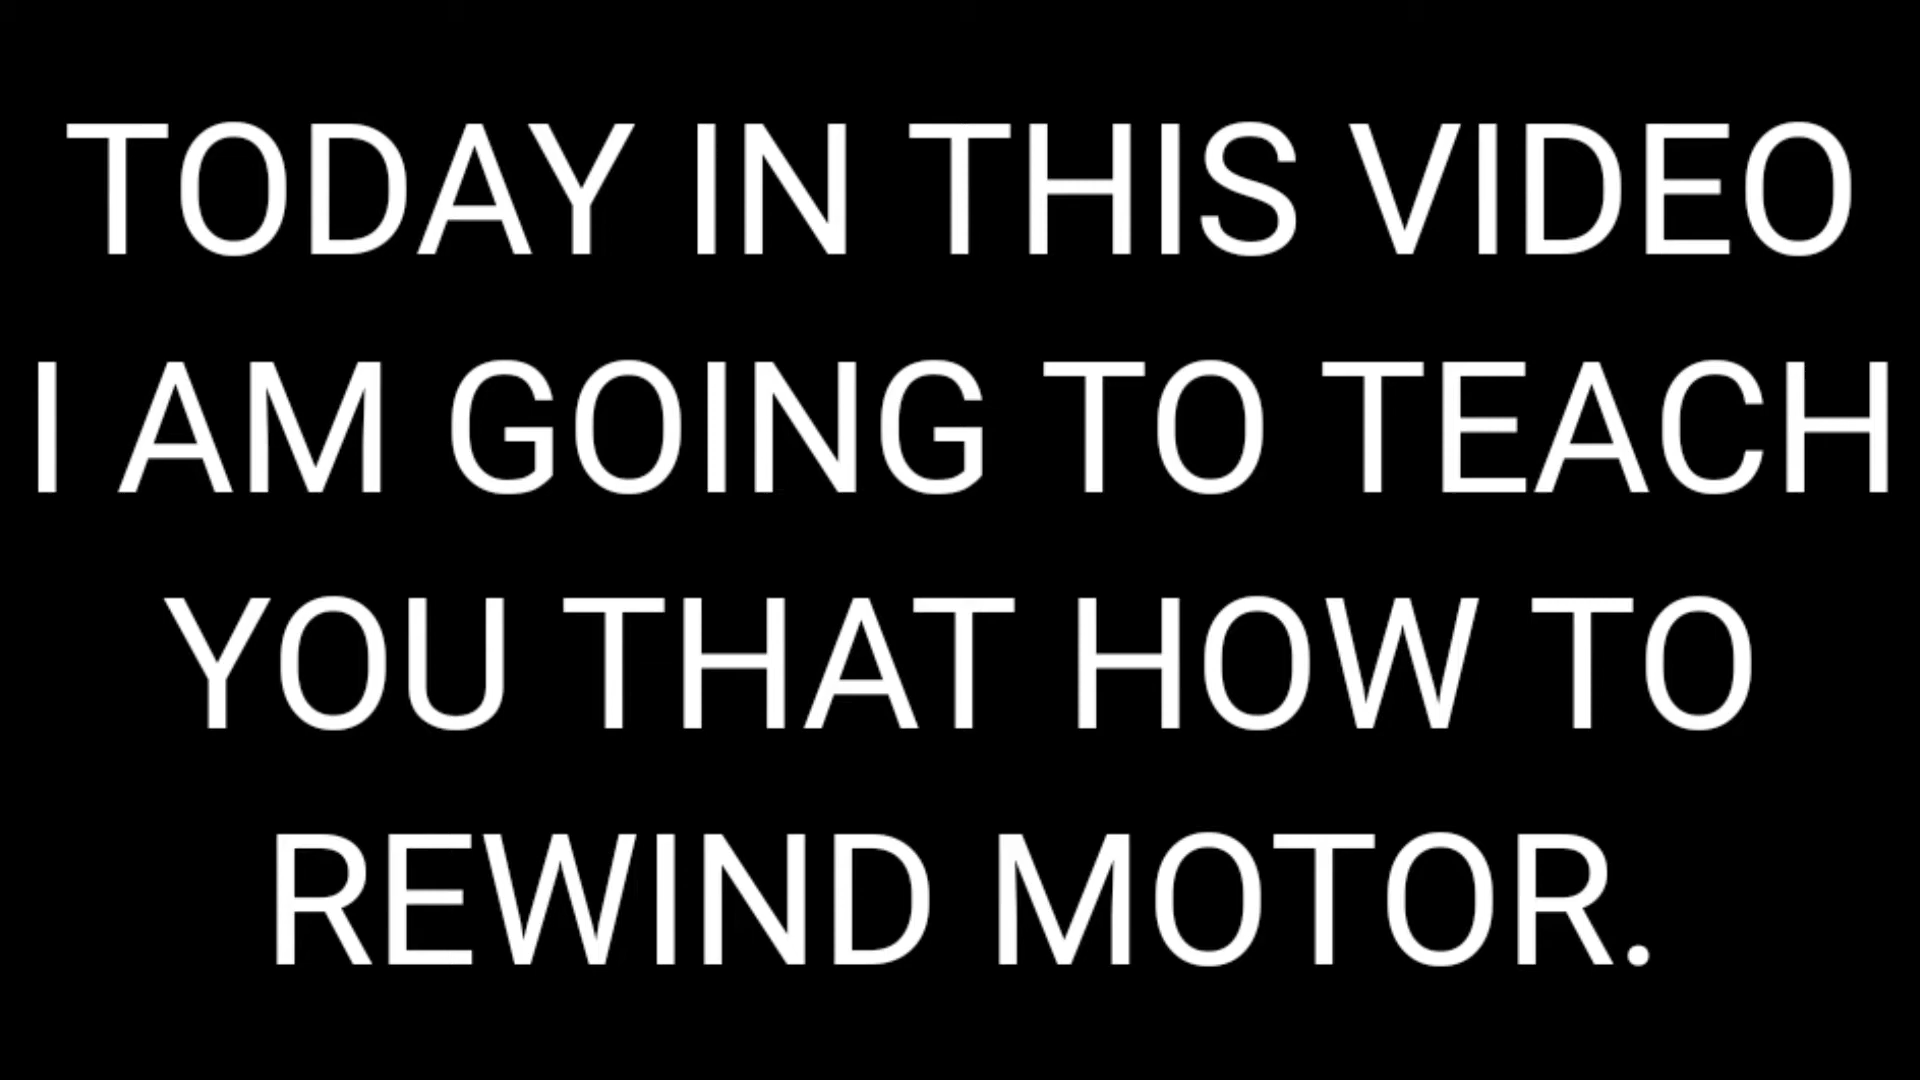 TODAY IN THIS VIDEO
I AM GOING TO TEACH
YOU THAT HOW TO
REWIND MOTOR.